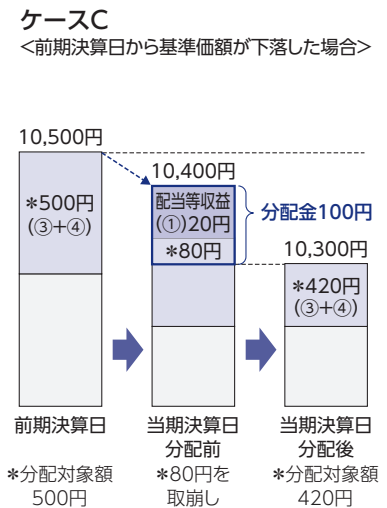 ケースC
<前期決算日から基準価額が下落した場合>
10,500円
*500円
(③+④)
10,400円
配当等収益
(①)20円
*80円
分配金100円
10,300円
*420円
(③+④)
前期決算日
当期決算日
分配前
当期決算日
分配後
*分配対象額
500円
*80円を
取崩し
*分配対象額
420円